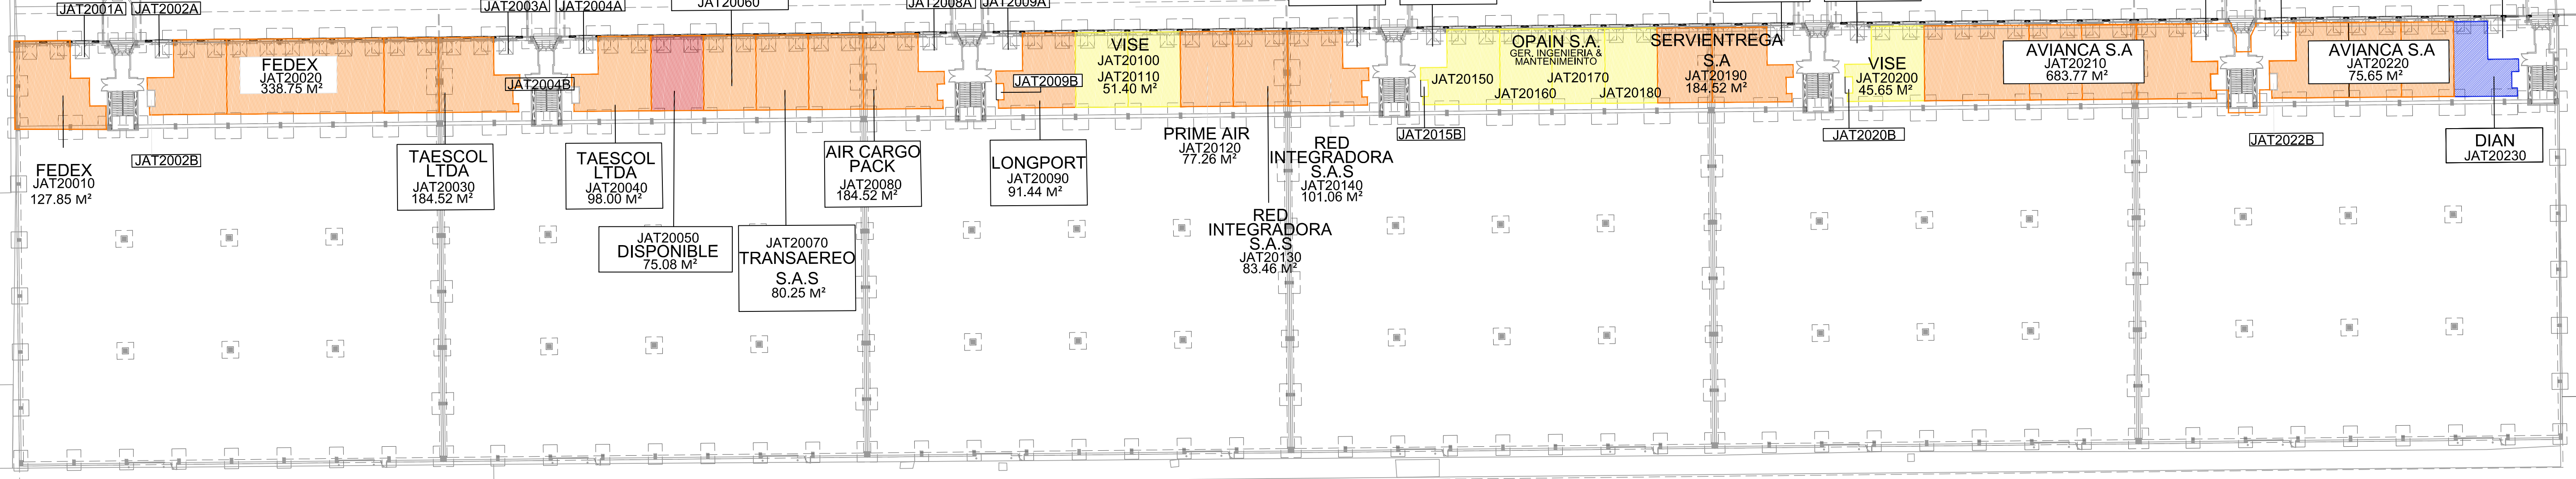 JAT2001A
JAT2002A
JAT2003A
JAT2004A
JAT20060
JAT2008A
JAT2009A
FEDEX
JAT20020
338.75 M²
JAT2004B
JAT2009B
VISE
JAT20100
JAT20110
51.40 M²
JAT20150
OPAIN S.A.
GER. INGENIERIA &
MANTENIMEINTO
JAT20170
JAT20160
JAT20180
SERVIENTREGA
S.A
JAT20190
184.52 M²
VISE
JAT20200
45.65 M²
AVIANCA S.A
JAT20210
683.77 M²
AVIANCA S.A
JAT20220
75.65 M²
FEDEX
JAT20010
127.85 M²
JAT2002B
TAESCOL
LTDA
JAT20030
184.52 M²
TAESCOL
LTDA
JAT20040
98.00 M²
JAT20050
DISPONIBLE
75.08 M²
JAT20070
TRANSAEREO
S.A.S
80.25 M²
AIR CARGO
PACK
JAT20080
184.52 M²
LONGPORT
JAT20090
91.44 M²
PRIME AIR
JAT20120
77.26 M²
RED
INTEGRADORA
S.A.S
JAT20130
83.46 M²
RED
INTEGRADORA
S.A.S
JAT20140
101.06 M²
JAT2015B
JAT2020B
JAT2022B
DIAN
JAT20230